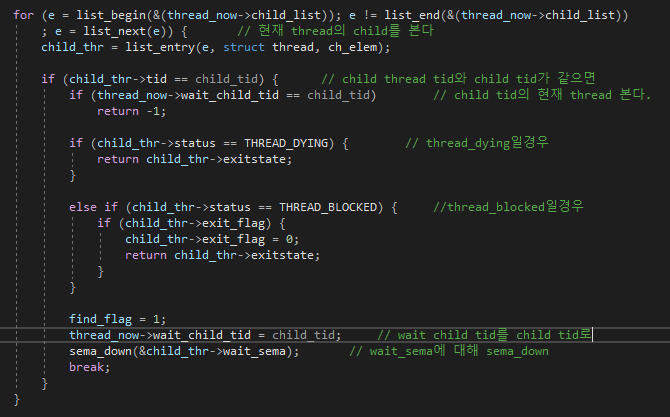 for (e = list_begin(&(thread_now->child_list)); e != list_end(&(thread_now->child_list))
; e = list_next(e)) { // 현재 thread의 child를 본다
child_thr = list_entry(e, struct thread, ch_elem);
if (child_thr->tid == child_tid) { // child thread tid와 child tid가 같으면
if (thread_now->wait_child_tid == child_tid) // child tid의 현재 thread 본다.
return -1;
if (child_thr->status == THREAD_DYING) { // thread_dying일경우
return child_thr->exitstate;
}
else if (child_thr->status == THREAD_BLOCKED) { //thread_blocked일경우
if (child_thr->exit_flag) {
child_thr->exit_flag = 0;
return child_thr->exitstate;
}
}
find_flag = 1;
thread_now->wait_child_tid = child_tid; // wait child tid를 child tid로
sema_down(&child_thr->wait_sema); // wait_sema에 대해 sema_down
break;
}
}